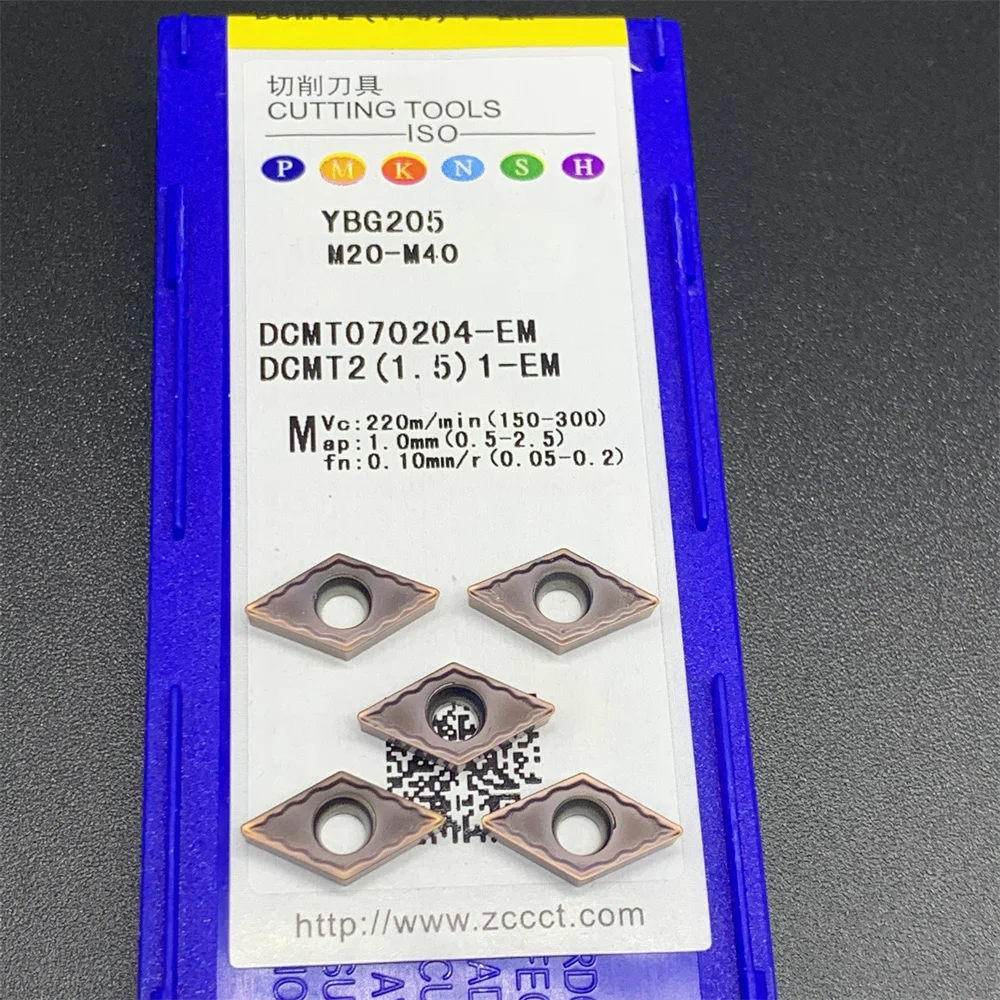 切削刀具
CUTTING TOOLS
ISO
P M K N S H
YBG205
M20-M40
DCMT070204-EM
DCMT2(1.5)1-EM
M
Vc:220m/min(150-300)
ap:1.0mm(0.5-2.5)
fn:0.10mm/r(0.05-0.2)
http://www.zccct.com